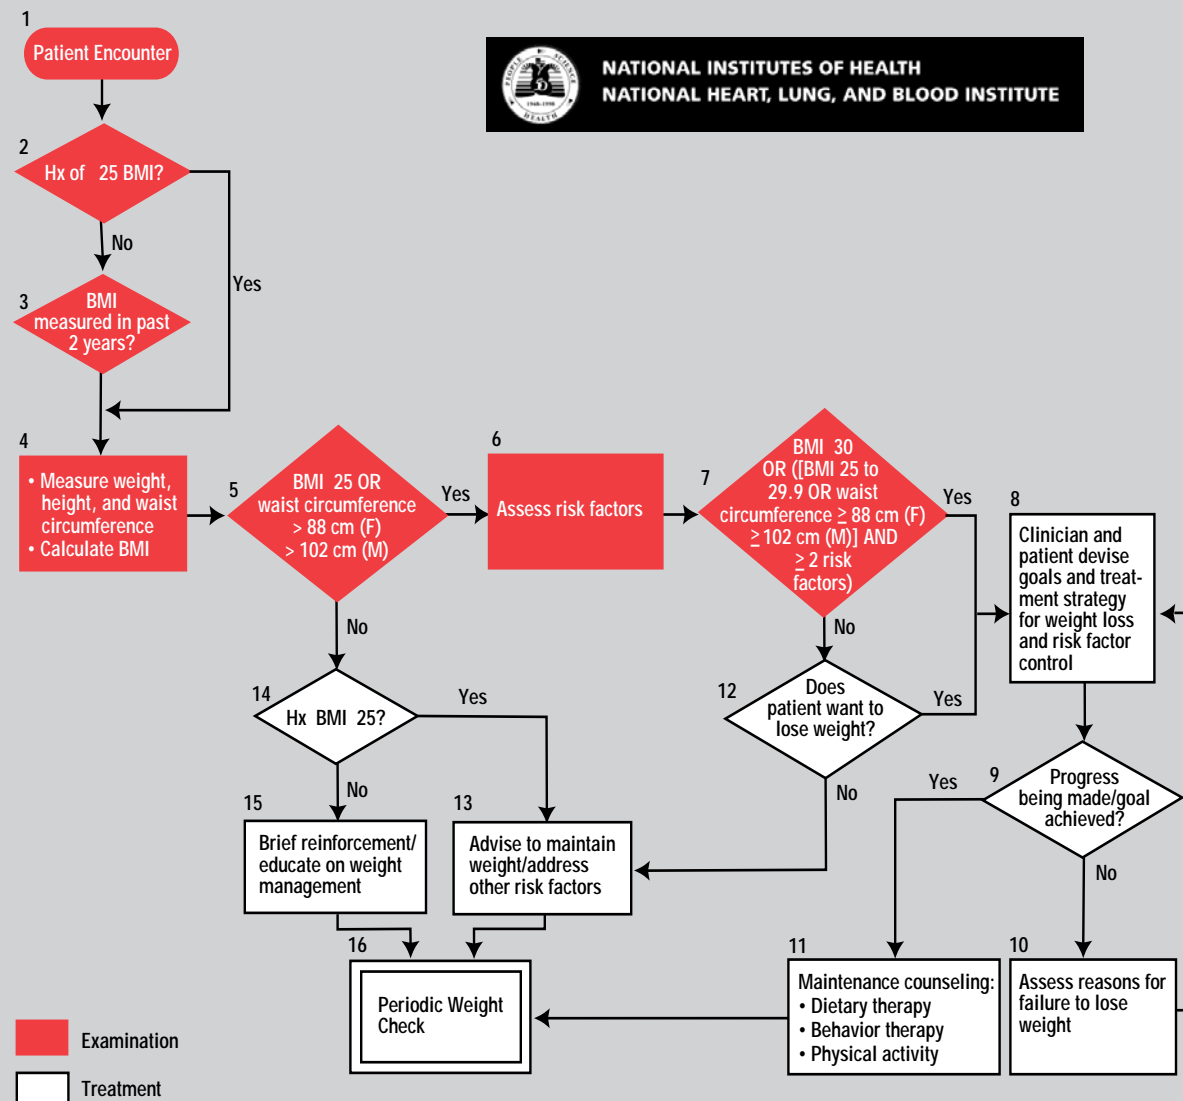 1
Patient Encounter
NATIONAL INSTITUTES OF HEALTH
NATIONAL HEART, LUNG, AND BLOOD INSTITUTE
PEOPLE SCIENCE
1948-1998
HEALTH
2
Hx of 25 BMI?
No
Yes
3
BMI
measured in past
2 years?
4
• Measure weight,
height, and waist
circumference
• Calculate BMI
5
BMI 25 OR
waist circumference
> 88 cm (F)
> 102 cm (M)
Yes
No
6
Assess risk factors
7
BMI 30
OR ([BMI 25 to
29.9 OR waist
circumference ≥ 88 cm (F)
≥ 102 cm (M)] AND
≥ 2 risk
factors)
Yes
No
8
Clinician and
patient devise
goals and treat-
ment strategy
for weight loss
and risk factor
control
12
Does
patient want to
lose weight?
Yes
No
14
Hx BMI 25?
Yes
No
9
Progress
being made/goal
achieved?
Yes
No
15
Brief reinforcement/
educate on weight
management
13
Advise to maintain
weight/address
other risk factors
16
Periodic Weight
Check
11
Maintenance counseling:
• Dietary therapy
• Behavior therapy
• Physical activity
10
Assess reasons for
failure to lose
weight
Examination
Treatment